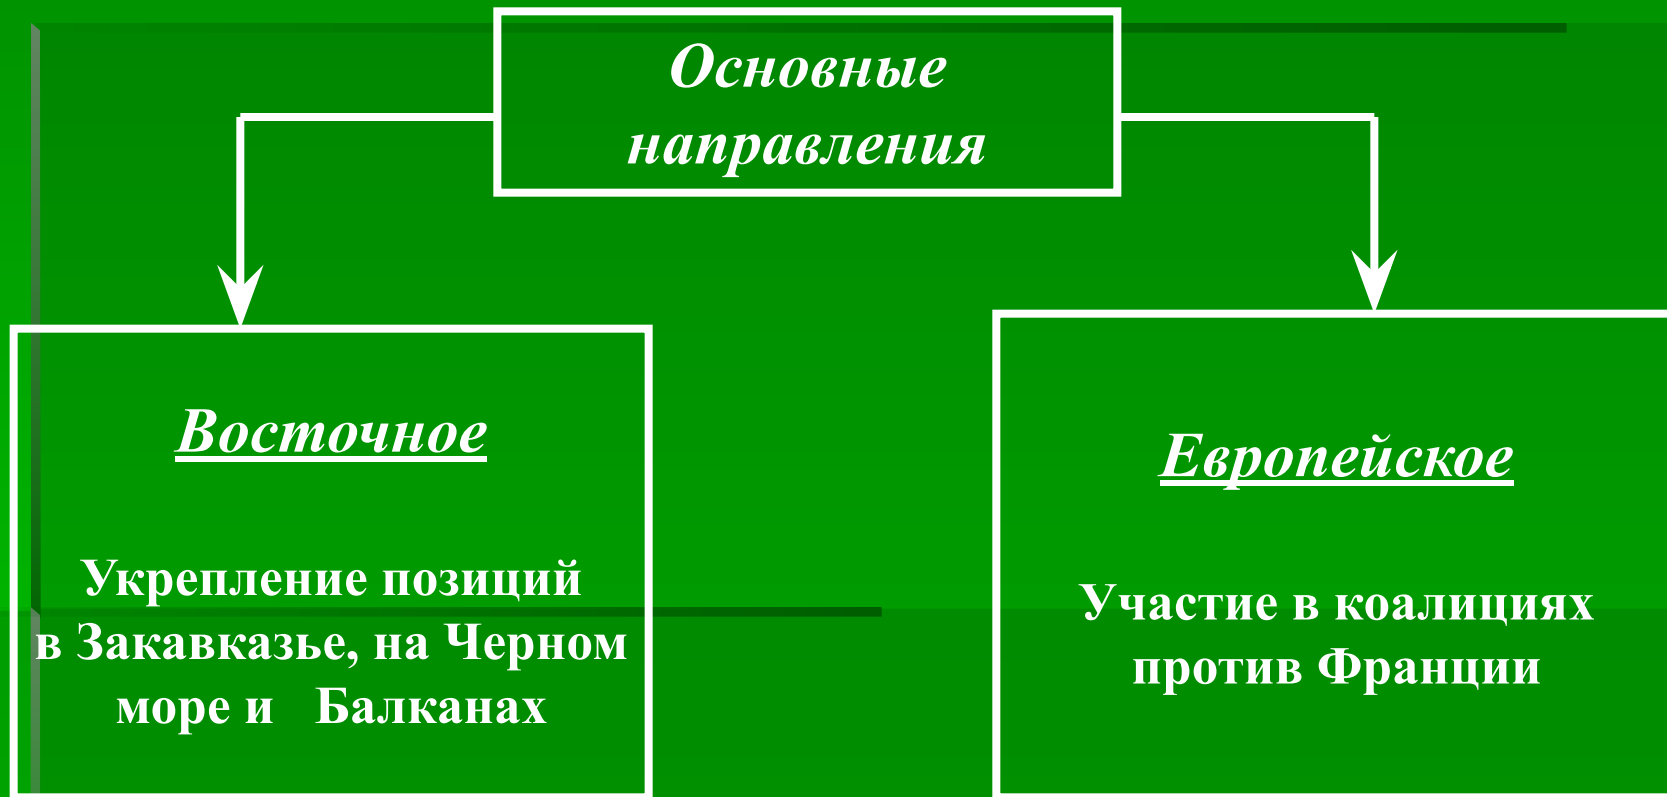 Основные
направления
Восточное
Укрепление позиций
в Закавказье, на Черном
море и Балканах
Европейское
Участие в коалициях
против Франции